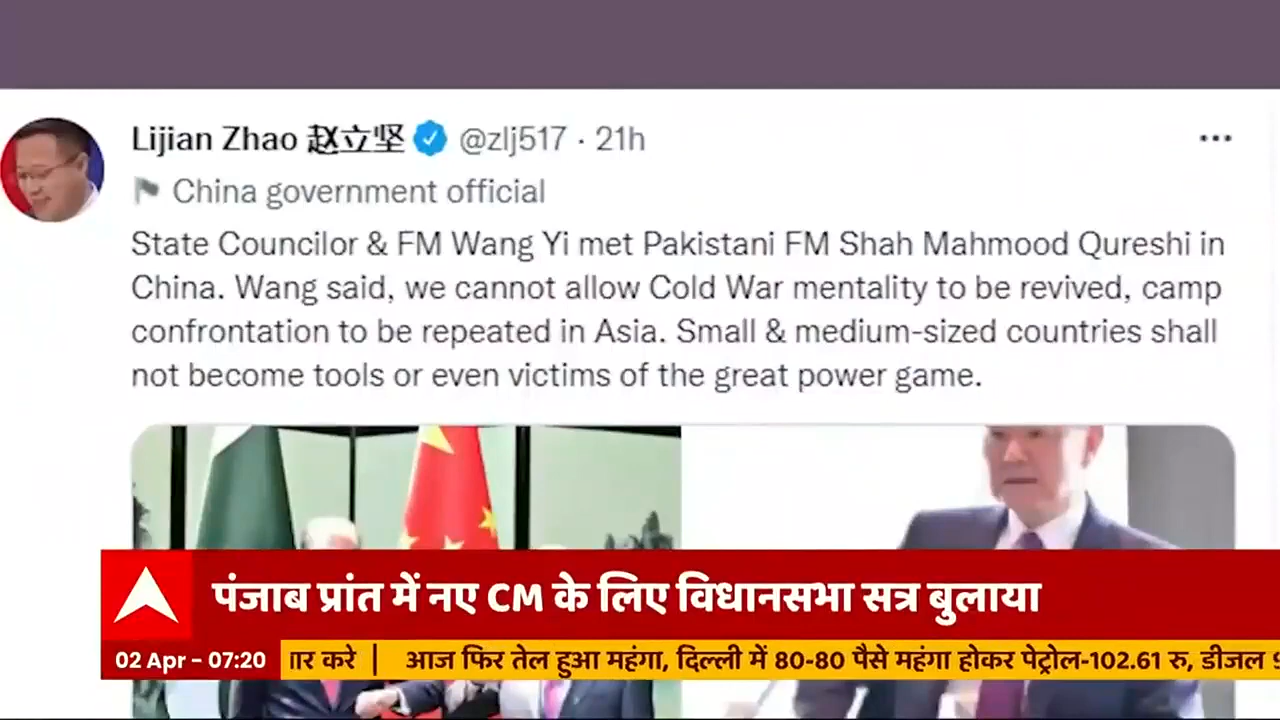 Lijian Zhao 赵立坚 @zlj517 · 21h
China government official
State Councilor & FM Wang Yi met Pakistani FM Shah Mahmood Qureshi in
China. Wang said, we cannot allow Cold War mentality to be revived, camp
confrontation to be repeated in Asia. Small & medium-sized countries shall
not become tools or even victims of the great power game.
पंजाब प्रांत में नए CM के लिए विधानसभा सत्र बुलाया
02 Apr - 07:20 करे | आज फिर तेल हुआ महंगा, दिल्ली में 80-80 पैसे महंगा होकर पेट्रोल-102.61 रु, डीजल